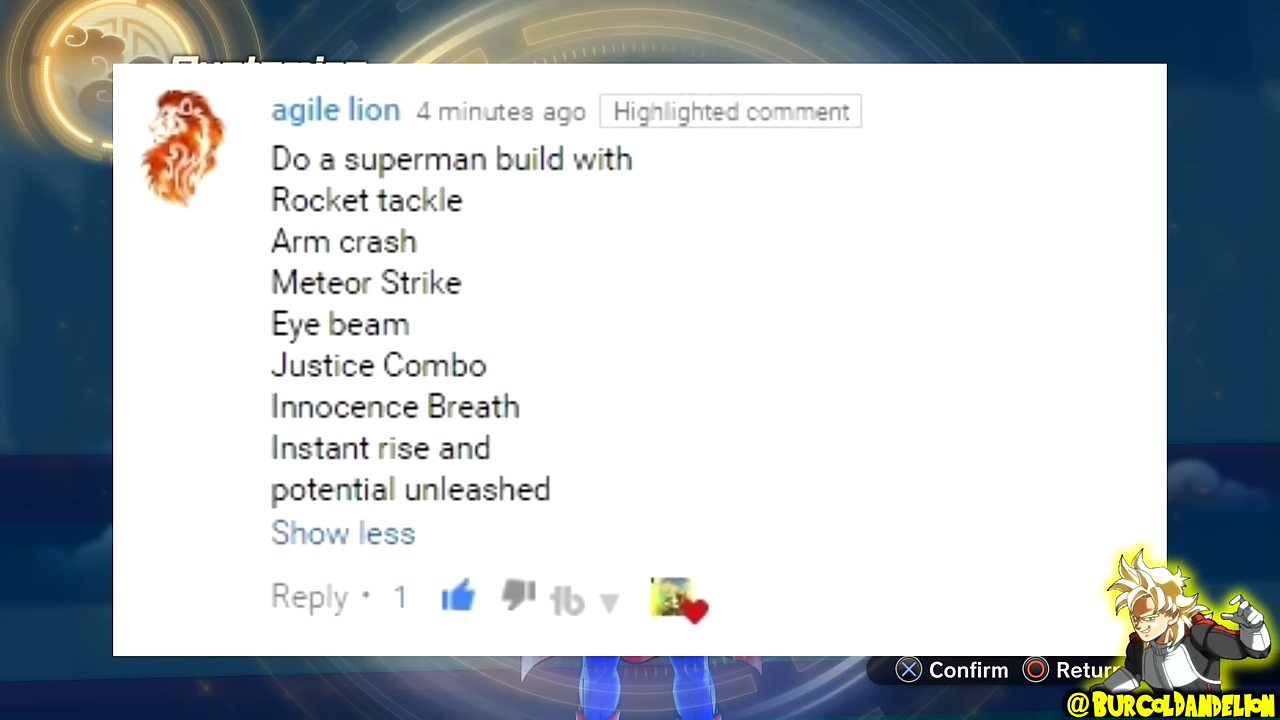 agile lion 4 minutes ago Highlighted comment
Do a superman build with
Rocket tackle
Arm crash
Meteor Strike
Eye beam
Justice Combo
Innocence Breath
Instant rise and
potential unleashed
Show less
Reply • 1
Confirm Return
@BURCOLDANDELION